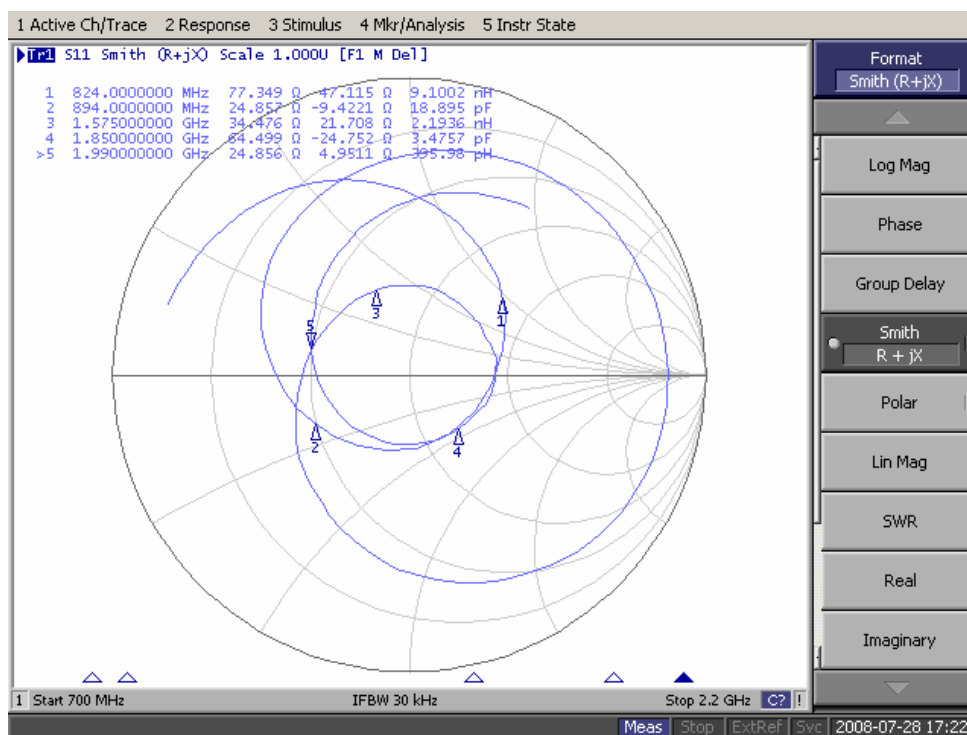 1 Active Ch/Trace 2 Response 3 Stimulus 4 Mkr/Analysis 5 Instr State
Tr1 S11 Smith (R+jX) Scale 1.000U [F1 M Del]
1 824.0000000 MHz 77.349 Ω 47.115 Ω 9.1002 nH
2 894.0000000 MHz 24.857 Ω -9.4221 Ω 18.895 pF
3 1.575000000 GHz 34.476 Ω 21.708 Ω 2.1936 nH
4 1.850000000 GHz 64.499 Ω -24.752 Ω 3.4757 pF
>5 1.990000000 GHz 24.856 Ω 4.9511 Ω 395.98 pH
5
3
1
2
4
1 Start 700 MHz IFBW 30 kHz Stop 2.2 GHz C? !
Format
Smith (R+jX)
Log Mag
Phase
Group Delay
Smith
R + jX
Polar
Lin Mag
SWR
Real
Imaginary
Meas Stop ExtRef Svc 2008-07-28 17:22